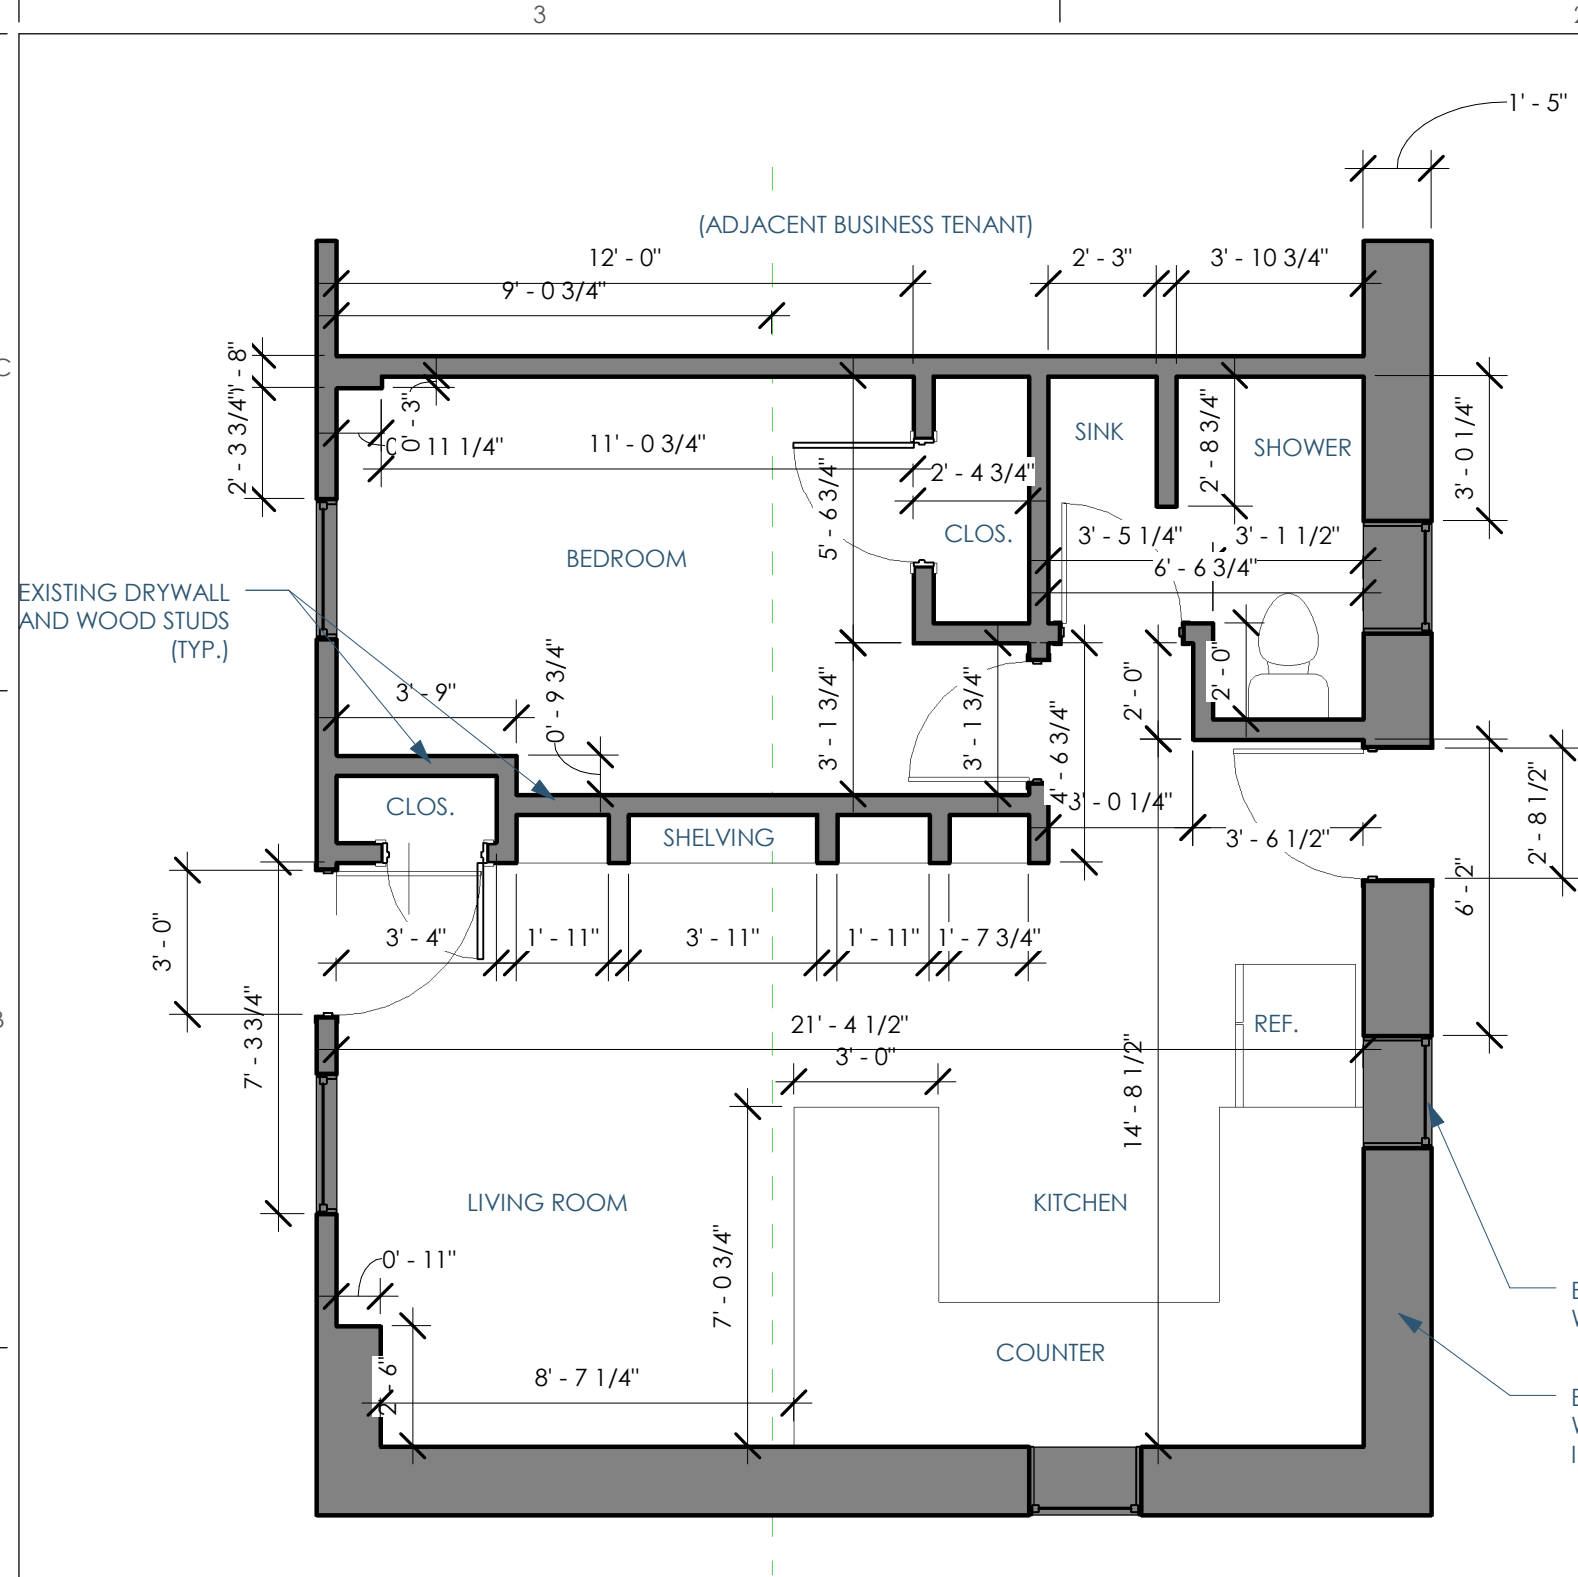 3
1' - 5"
(ADJACENT BUSINESS TENANT)
12' - 0"
2' - 3"
3' - 10 3/4"
9' - 0 3/4"
C
2' - 3 3/4"
0' - 3"
11 1/4"
11' - 0 3/4"
SINK
SHOWER
2' - 8 3/4"
3' - 0 1/4"
2' - 4 3/4"
5' - 6 3/4"
CLOS.
3' - 5 1/4"
3' - 1 1/2"
6' - 6 3/4"
BEDROOM
EXISTING DRYWALL
AND WOOD STUDS
(TYP.)
3' - 9"
0' - 9 3/4"
3' - 1 3/4"
3' - 1 3/4"
4' - 6 3/4"
2' - 0"
2' - 0"
CLOS.
SHELVING
3' - 0 1/4"
3' - 6 1/2"
2' - 8 1/2"
6' - 2"
3' - 0"
3' - 4"
1' - 11"
3' - 11"
1' - 11"
1' - 7 3/4"
7' - 3 3/4"
21' - 4 1/2"
3' - 0"
14' - 8 1/2"
REF.
LIVING ROOM
KITCHEN
0' - 11"
7' - 0 3/4"
COUNTER
2' - 6"
8' - 7 1/4"